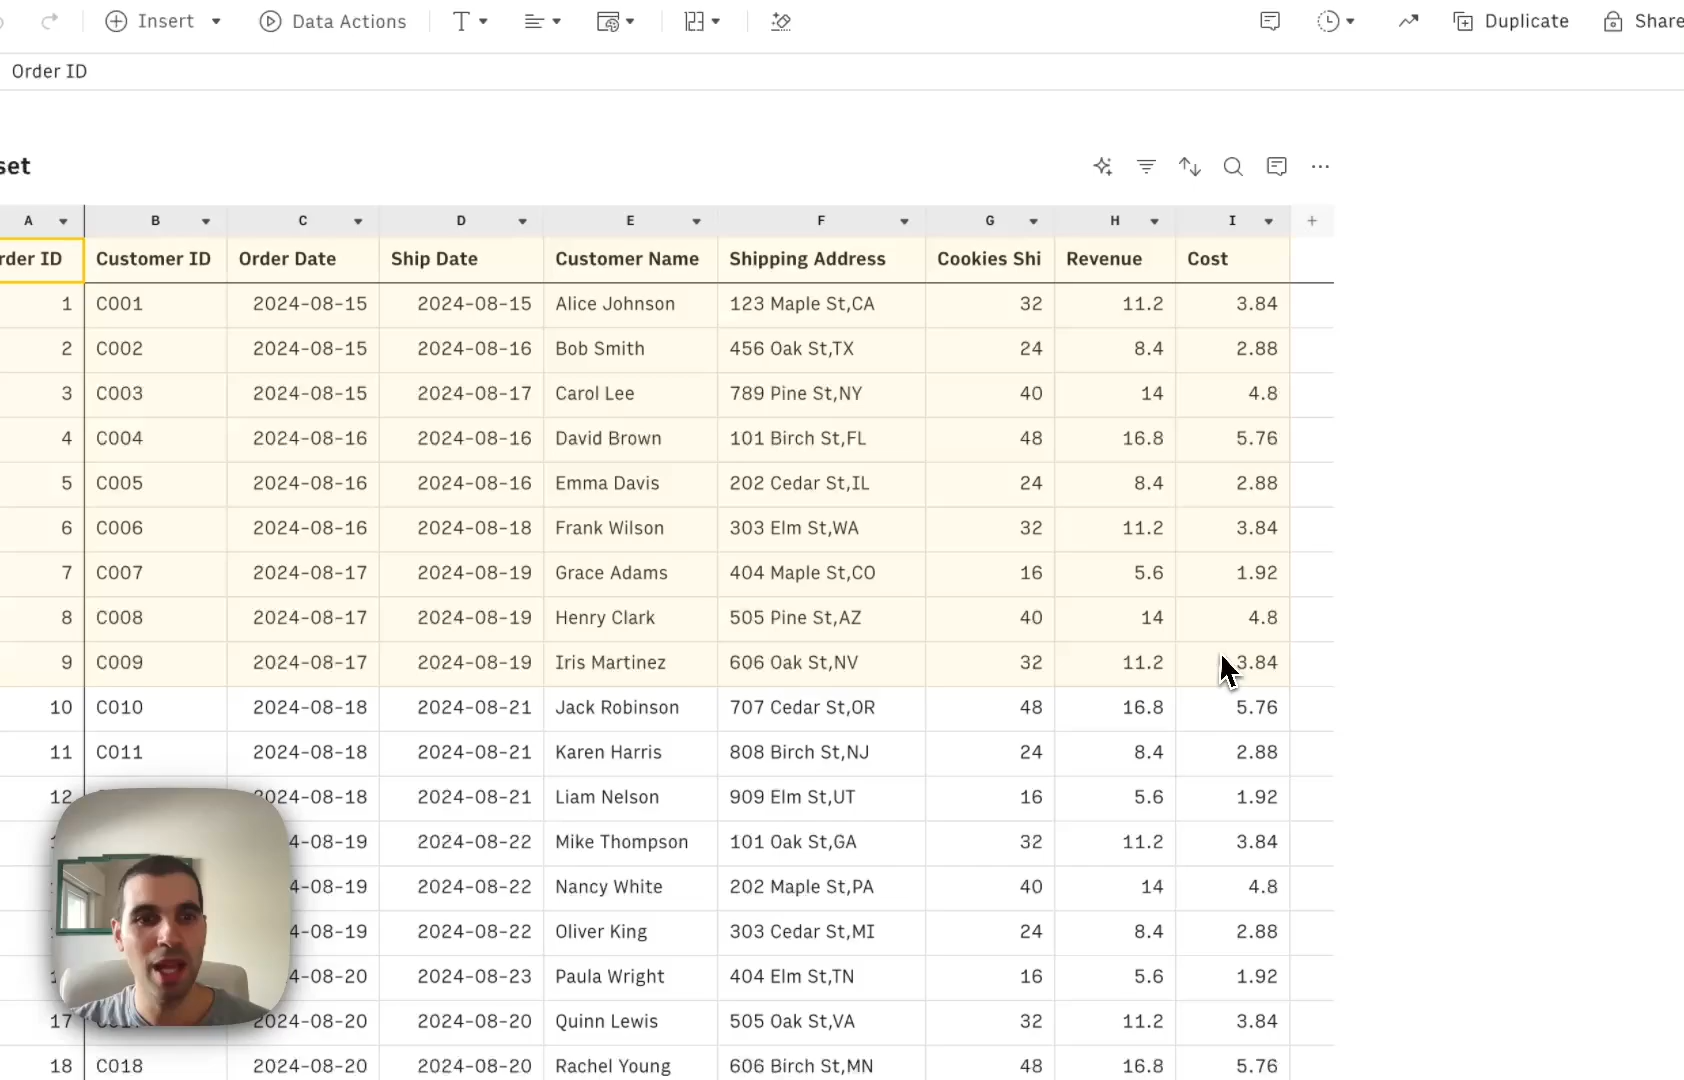 Insert Data Actions T Duplicate Share
Order ID
set
A B C D E F G H I +
rder ID Customer ID Order Date Ship Date Customer Name Shipping Address Cookies Shi Revenue Cost
1 C001 2024-08-15 2024-08-15 Alice Johnson 123 Maple St,CA 32 11.2 3.84
2 C002 2024-08-15 2024-08-16 Bob Smith 456 Oak St,TX 24 8.4 2.88
3 C003 2024-08-15 2024-08-17 Carol Lee 789 Pine St,NY 40 14 4.8
4 C004 2024-08-16 2024-08-16 David Brown 101 Birch St,FL 48 16.8 5.76
5 C005 2024-08-16 2024-08-16 Emma Davis 202 Cedar St,IL 24 8.4 2.88
6 C006 2024-08-16 2024-08-18 Frank Wilson 303 Elm St,WA 32 11.2 3.84
7 C007 2024-08-17 2024-08-19 Grace Adams 404 Maple St,CO 16 5.6 1.92
8 C008 2024-08-17 2024-08-19 Henry Clark 505 Pine St,AZ 40 14 4.8
9 C009 2024-08-17 2024-08-19 Iris Martinez 606 Oak St,NV 32 11.2 3.84
10 C010 2024-08-18 2024-08-21 Jack Robinson 707 Cedar St,OR 48 16.8 5.76
11 C011 2024-08-18 2024-08-21 Karen Harris 808 Birch St,NJ 24 8.4 2.88
12 2024-08-18 2024-08-21 Liam Nelson 909 Elm St,UT 16 5.6 1.92
4-08-19 2024-08-22 Mike Thompson 101 Oak St,GA 32 11.2 3.84
4-08-19 2024-08-22 Nancy White 202 Maple St,PA 40 14 4.8
4-08-19 2024-08-22 Oliver King 303 Cedar St,MI 24 8.4 2.88
4-08-20 2024-08-23 Paula Wright 404 Elm St,TN 16 5.6 1.92
17 2024-08-20 2024-08-20 Quinn Lewis 505 Oak St,VA 32 11.2 3.84
18 C018 2024-08-20 2024-08-20 Rachel Young 606 Birch St,MN 48 16.8 5.76